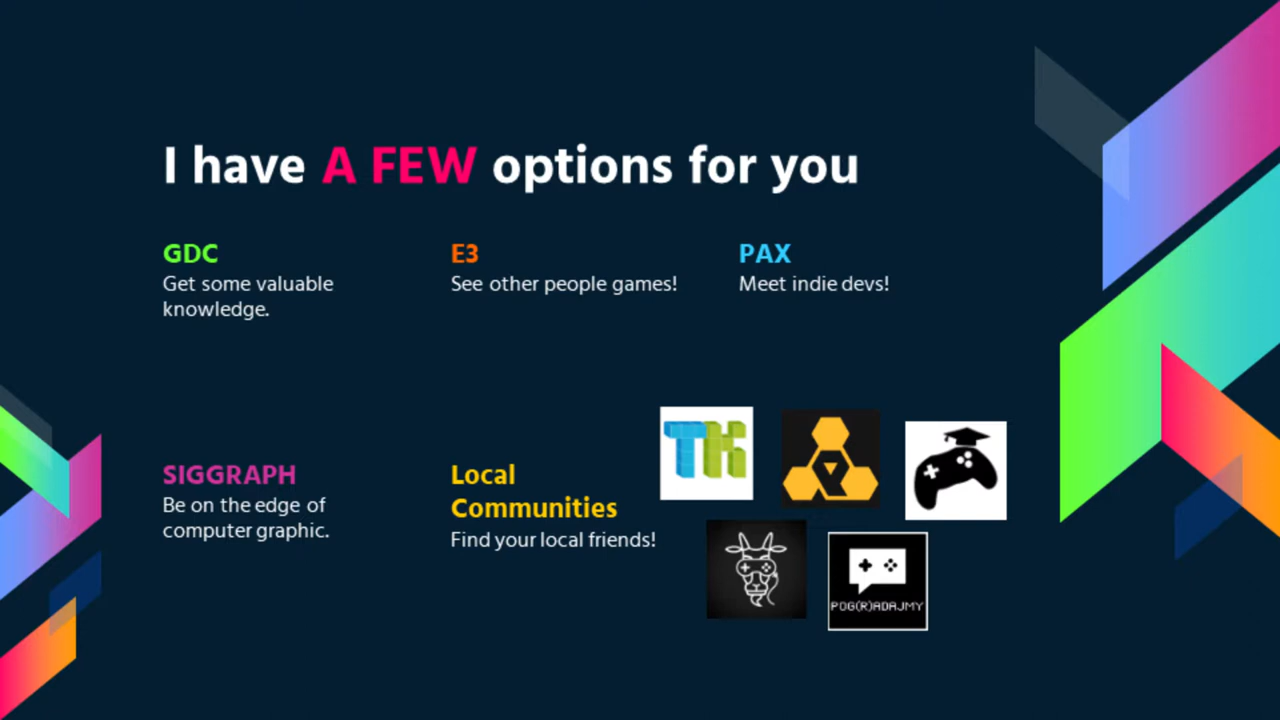 I have A FEW options for you
GDC
Get some valuable
knowledge.
E3
See other people games!
PAX
Meet indie devs!
SIGGRAPH
Be on the edge of
computer graphic.
Local
Communities
Find your local friends!
TK
POG(R)ADAJMY